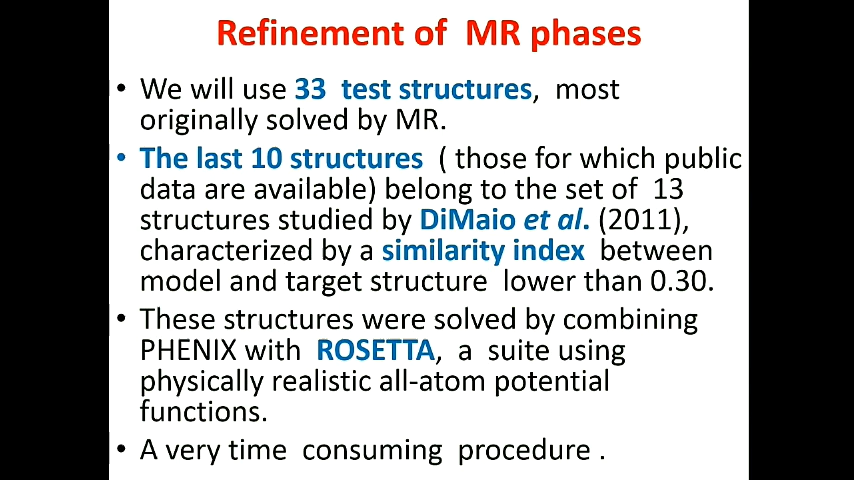 Refinement of MR phases
• We will use 33 test structures, most
originally solved by MR.
• The last 10 structures ( those for which public
data are available) belong to the set of 13
structures studied by DiMaio et al. (2011),
characterized by a similarity index between
model and target structure lower than 0.30.
• These structures were solved by combining
PHENIX with ROSETTA, a suite using
physically realistic all-atom potential
functions.
• A very time consuming procedure .